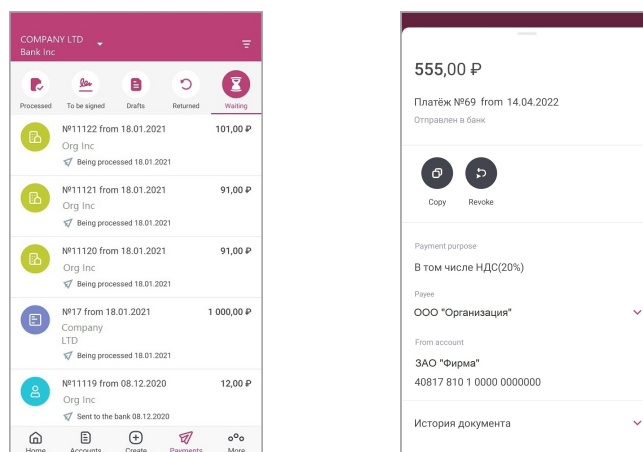 COMPANY LTD
Bank Inc
Processed
To be signed
Drafts
Returned
Waiting
№11122 from 18.01.2021
101,00 ₽
Org Inc
Being processed 18.01.2021
№11121 from 18.01.2021
91,00 ₽
Org Inc
Being processed 18.01.2021
№11120 from 18.01.2021
91,00 ₽
Org Inc
Being processed 18.01.2021
№17 from 18.01.2021
1 000,00 ₽
Company
LTD
Being processed 18.01.2021
№11119 from 08.12.2020
12,00 ₽
Org Inc
Sent to the bank 08.12.2020
Home
Accounts
Create
Payments
More
555,00 ₽
Платёж №69 from 14.04.2022
Отправлен в банк
Copy
Revoke
Payment purpose
В том числе НДС(20%)
Payee
ООО "Организация"
From account
ЗАО "Фирма"
40817 810 1 0000 0000000
История документа